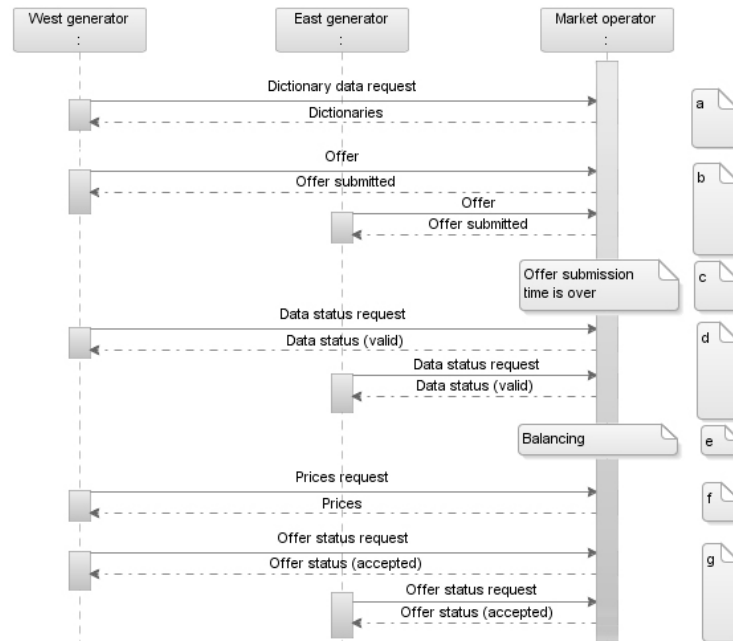 West generator
:
East generator
:
Market operator
:
Dictionary data request
Dictionaries
a
Offer
Offer submitted
b
Offer
Offer submitted
Offer submission
time is over
c
Data status request
Data status (valid)
d
Data status request
Data status (valid)
Balancing
e
Prices request
Prices
f
Offer status request
Offer status (accepted)
g
Offer status request
Offer status (accepted)